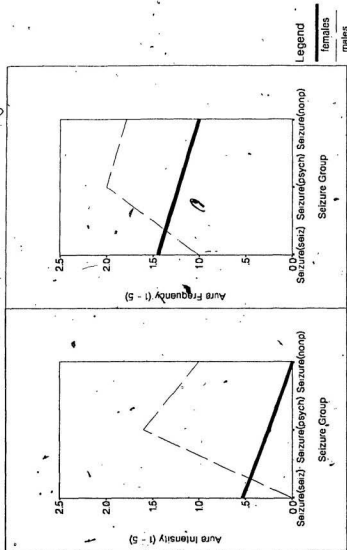 Legend
females
males
2.5
2.0
1.5
1.0
0.5
0.0
Aura Frequency (1 - 5)
Seizure(seiz) Seizure(psych) Seizure(nonp)
Seizure Group
2.5
2.0
1.5
1.0
.5
0.0
Aura Intensity (1 - 5)
Seizure(seiz) Seizure(psych) Seizure(nonp)
Seizure Group